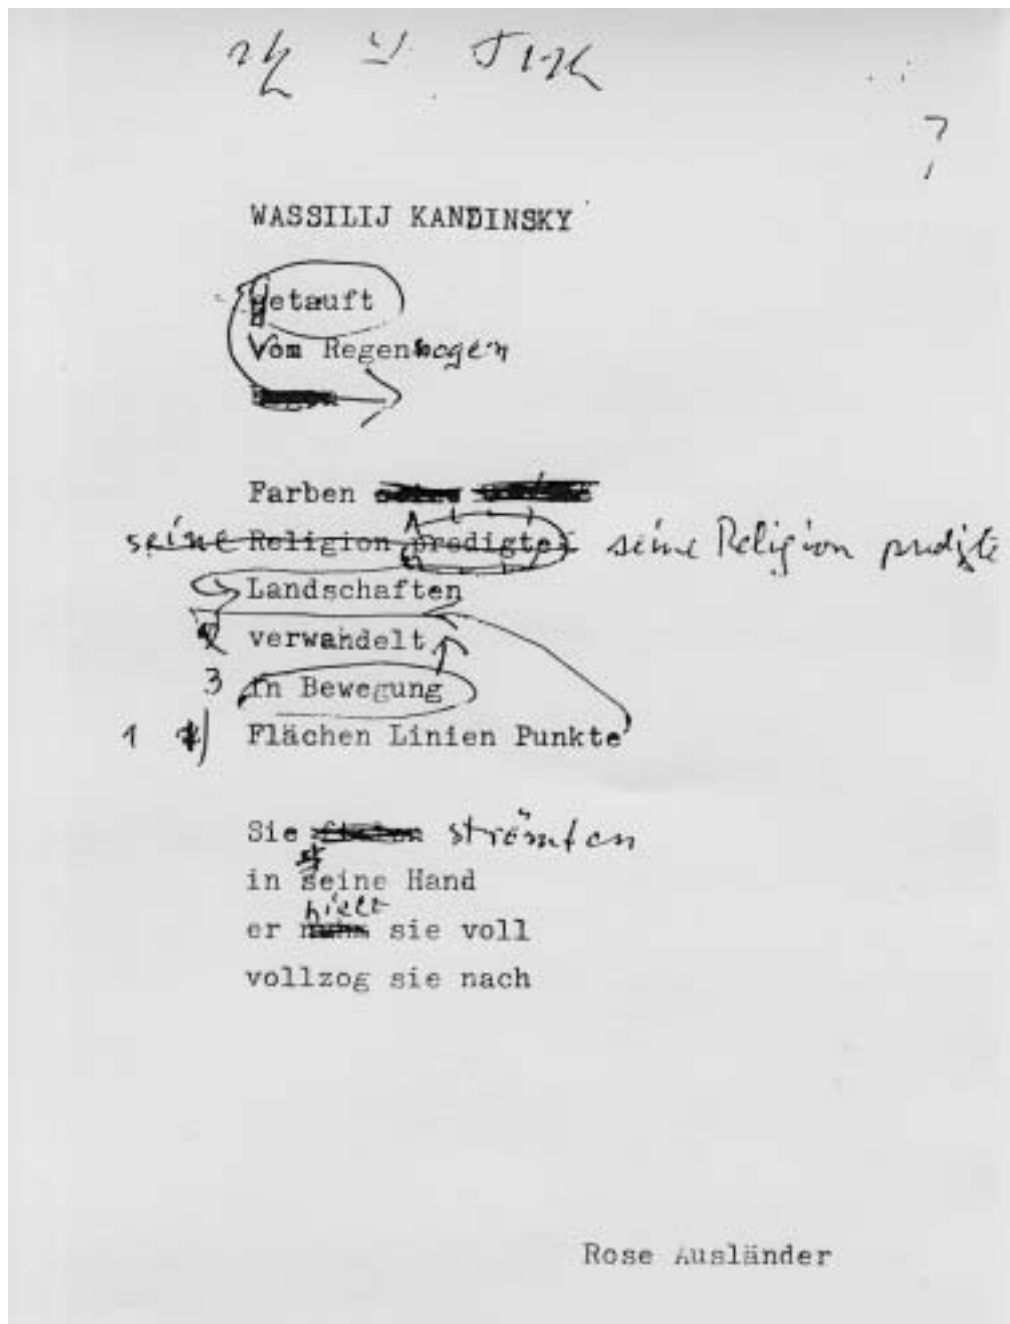 ?
WASSILIJ KANDINSKY
getauft
Vom Regenbogen
Farben
seine Religion predigte seine Religion predigte
Landschaften
verwandelt
3 in Bewegung
1 Flächen Linien Punkte
Sie strömten
in seine Hand
hielt
er nahm sie voll
vollzog sie nach
Rose Ausländer